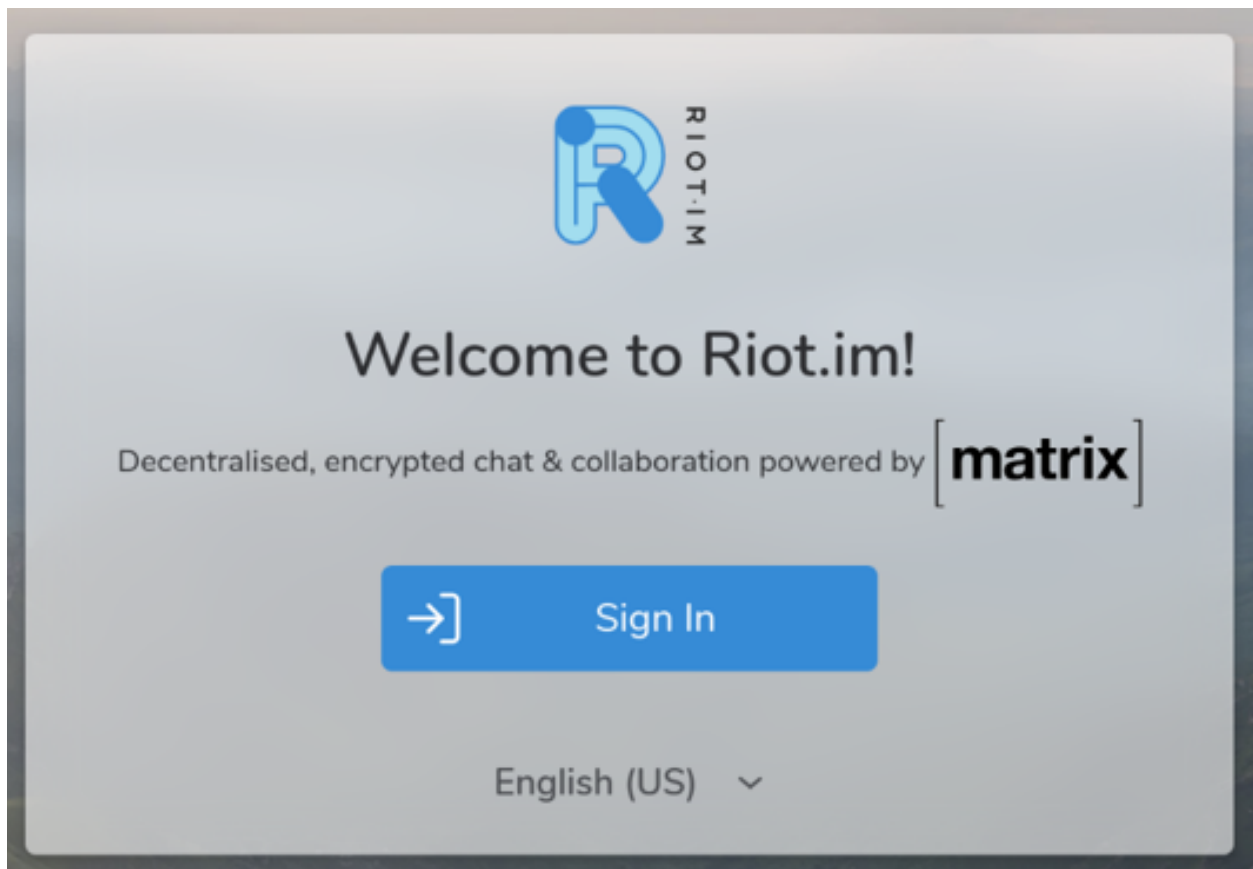 RIOT.IM
Welcome to Riot.im!
Decentralised, encrypted chat & collaboration powered by [matrix]
Sign In
English (US)